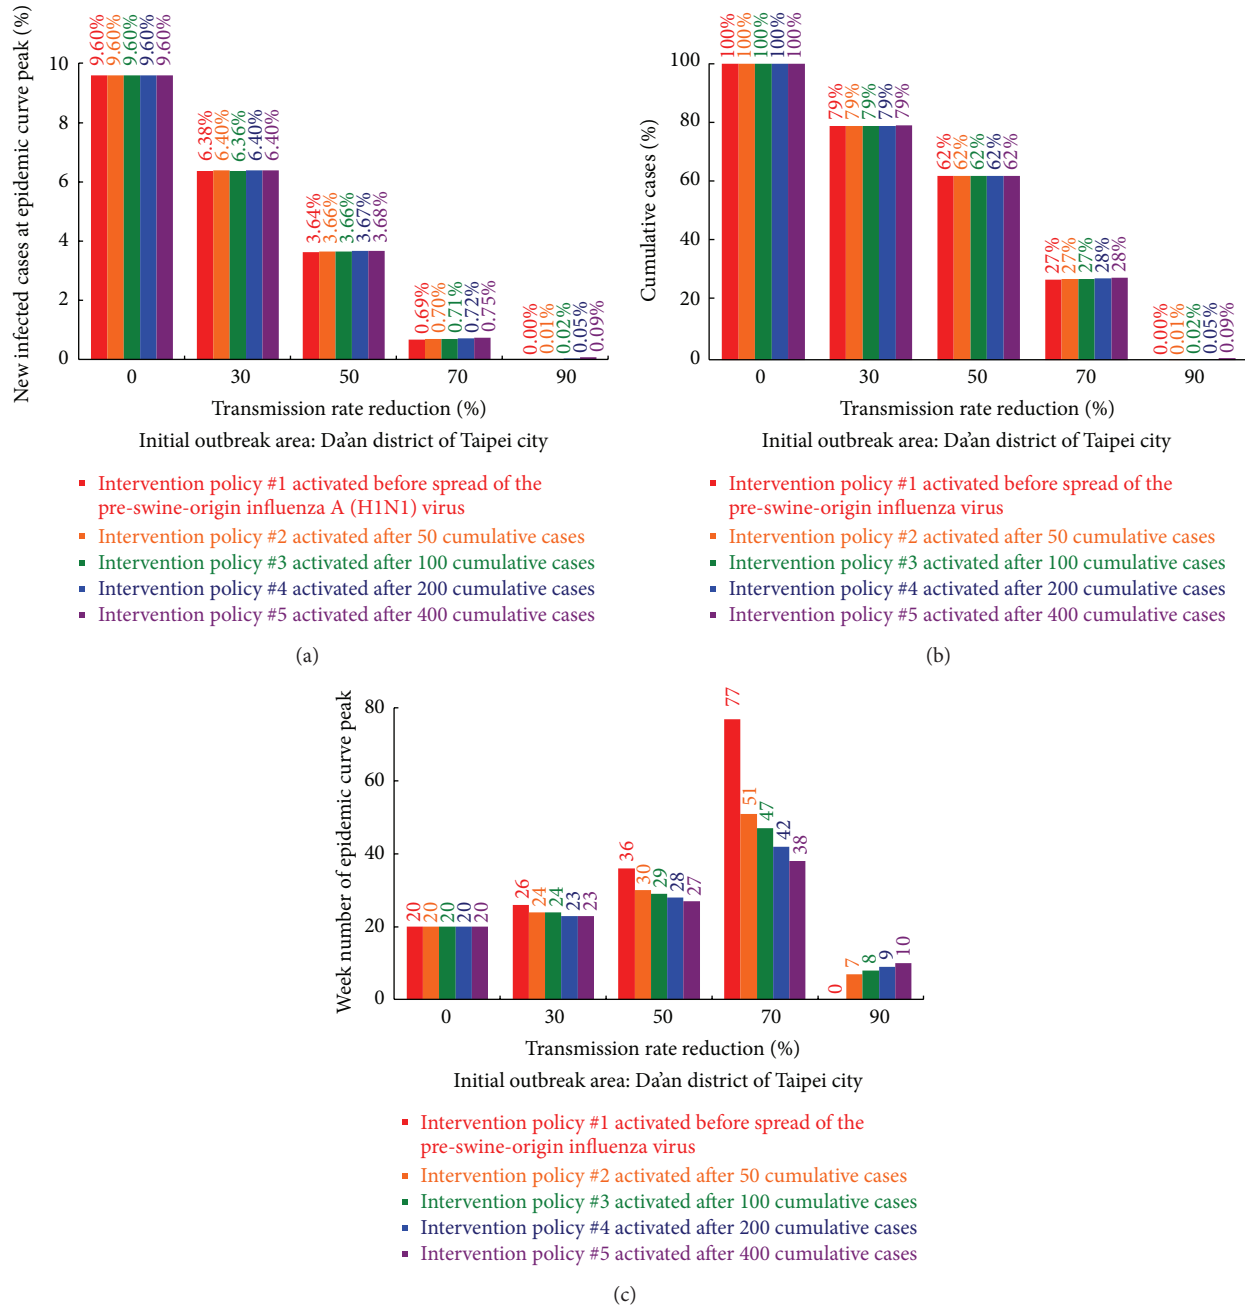 9.60%
9.60%
9.60%
9.60%
9.60%
6.38%
6.40%
6.36%
6.40%
6.40%
3.64%
3.66%
3.66%
3.67%
3.68%
0.69%
0.70%
0.71%
0.72%
0.75%
0.00%
0.01%
0.02%
0.05%
0.09%
New infected cases at epidemic curve peak (%)
10
8
6
4
2
0
0 30 50 70 90
Transmission rate reduction (%)
Initial outbreak area: Da'an district of Taipei city
Intervention policy #1 activated before spread of the
pre-swine-origin influenza A (H1N1) virus
Intervention policy #2 activated after 50 cumulative cases
Intervention policy #3 activated after 100 cumulative cases
Intervention policy #4 activated after 200 cumulative cases
Intervention policy #5 activated after 400 cumulative cases
(a)
100%
100%
100%
100%
100%
79%
79%
79%
79%
79%
62%
62%
62%
62%
62%
27%
27%
27%
28%
28%
0.00%
0.01%
0.02%
0.05%
0.09%
Cumulative cases (%)
100
80
60
40
20
0
0 30 50 70 90
Transmission rate reduction (%)
Initial outbreak area: Da'an district of Taipei city
Intervention policy #1 activated before spread of the
pre-swine-origin influenza virus
Intervention policy #2 activated after 50 cumulative cases
Intervention policy #3 activated after 100 cumulative cases
Intervention policy #4 activated after 200 cumulative cases
Intervention policy #5 activated after 400 cumulative cases
(b)
20
20
20
20
20
26
24
24
23
23
36
30
29
28
27
77
51
47
42
38
0
7
8
9
10
Week number of epidemic curve peak
80
60
40
20
0
0 30 50 70 90
Transmission rate reduction (%)
Initial outbreak area: Da'an district of Taipei city
Intervention policy #1 activated before spread of the
pre-swine-origin influenza virus
Intervention policy #2 activated after 50 cumulative cases
Intervention policy #3 activated after 100 cumulative cases
Intervention policy #4 activated after 200 cumulative cases
Intervention policy #5 activated after 400 cumulative cases
(c)